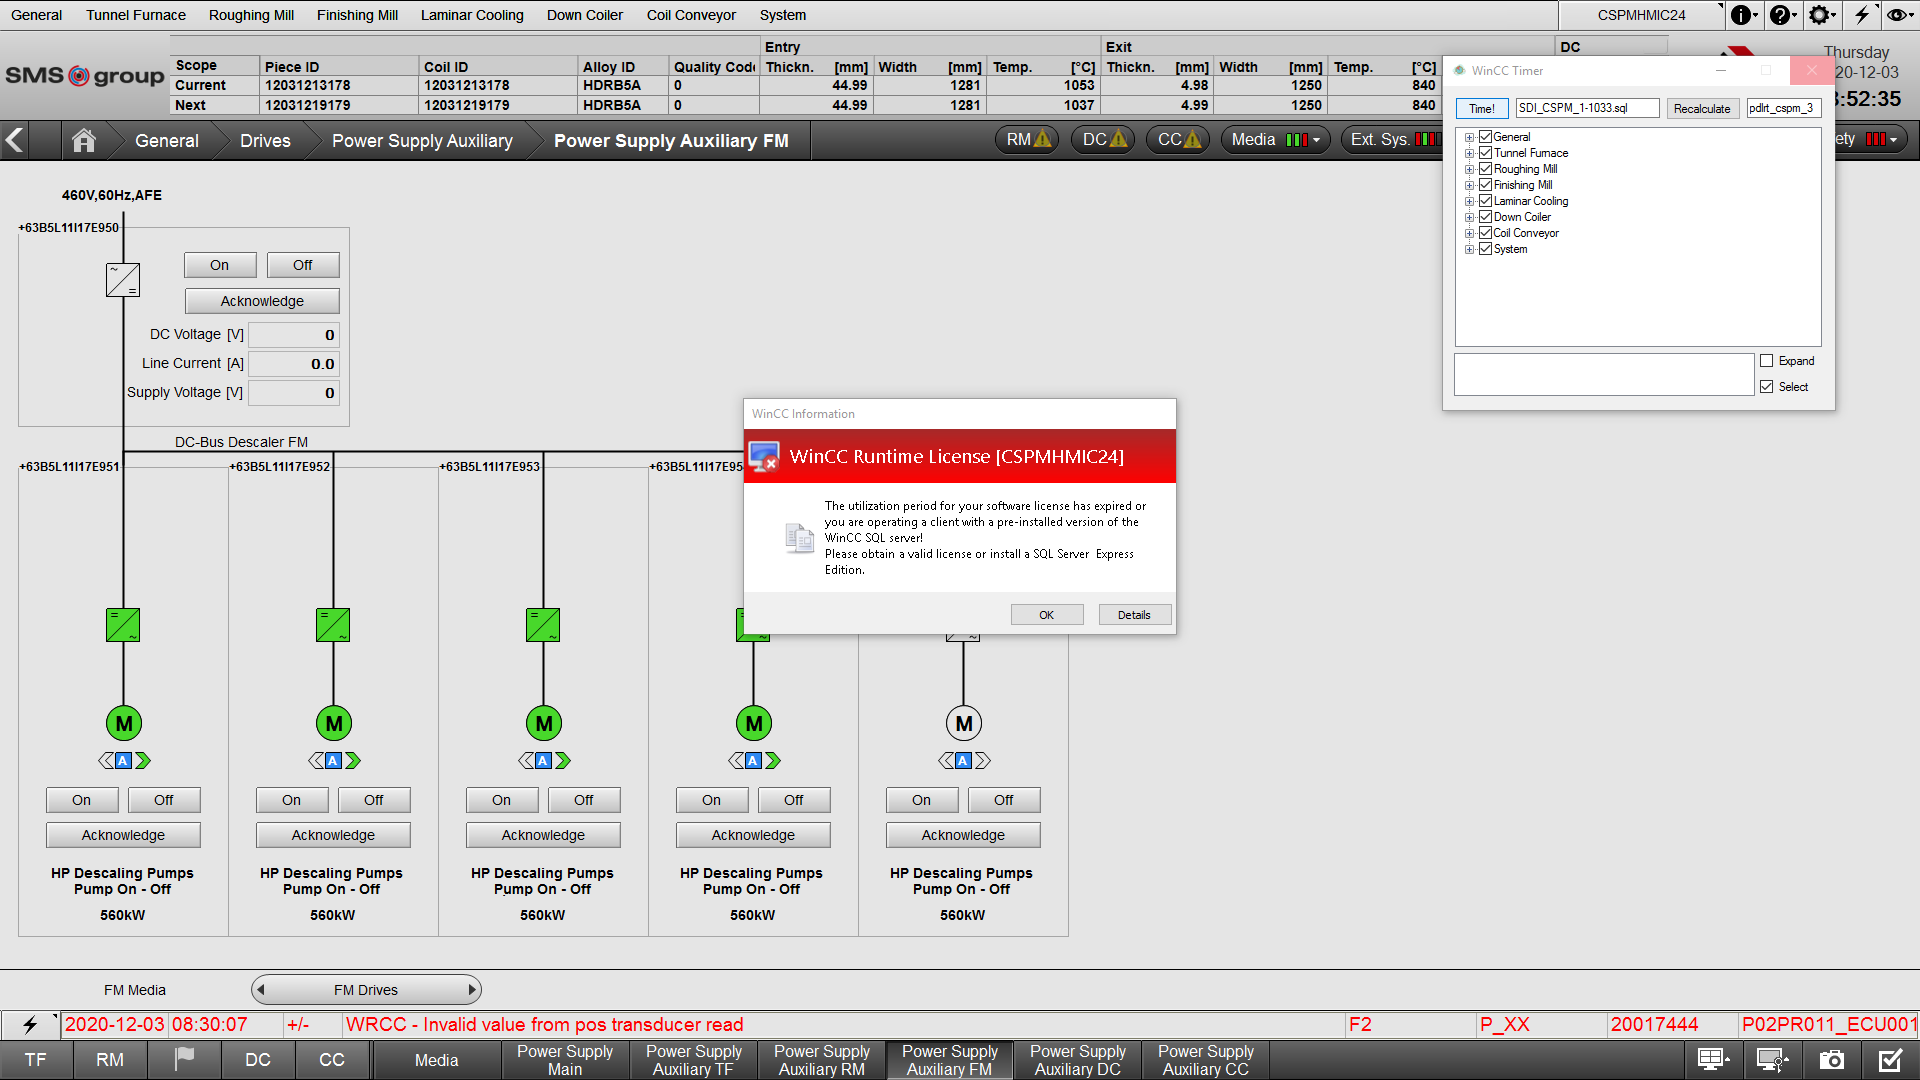 General Tunnel Furnace Roughing Mill Finishing Mill Laminar Cooling Down Coiler Coil Conveyor System CSPMHMIC24
SMS group
Entry Exit DC
Scope Piece ID Coil ID Alloy ID Quality Code Thickn. [mm] Width [mm] Temp. [°C] Thickn. [mm] Width [mm] Temp. [°C]
Current 12031213178 12031213178 HDRB5A 0 44.99 1281 1053 4.98 1250 840
Next 12031219179 12031219179 HDRB5A 0 44.99 1281 1037 4.99 1250 840
Thursday
20-12-03
:52:35
General Drives Power Supply Auxiliary Power Supply Auxiliary FM
RM DC CC Media Ext. Sys. ety
WinCC Timer
Time! SDI_CSPM_1-1033.sql Recalculate pdlrt_cspm_3
General
Tunnel Furnace
Roughing Mill
Finishing Mill
Laminar Cooling
Down Coiler
Coil Conveyor
System
Expand
Select
460V,60Hz,AFE
+63B5L11I17E950
On Off
Acknowledge
DC Voltage [V] 0
Line Current [A] 0.0
Supply Voltage [V] 0
DC-Bus Descaler FM
+63B5L11I17E951 +63B5L11I17E952 +63B5L11I17E953 +63B5L11I17E95
WinCC Information
WinCC Runtime License [CSPMHMIC24]
The utilization period for your software license has expired or
you are operating a client with a pre-installed version of the
WinCC SQL server!
Please obtain a valid license or install a SQL Server Express
Edition.
OK Details
M M M M M
A A A A A
On Off On Off On Off On Off On Off
Acknowledge Acknowledge Acknowledge Acknowledge Acknowledge
HP Descaling Pumps HP Descaling Pumps HP Descaling Pumps HP Descaling Pumps HP Descaling Pumps
Pump On - Off Pump On - Off Pump On - Off Pump On - Off Pump On - Off
560kW 560kW 560kW 560kW 560kW
FM Media FM Drives
2020-12-03 08:30:07 +/- WRCC - Invalid value from pos transducer read F2 P_XX 20017444 P02PR011_ECU001
TF RM DC CC Media
Power Supply Main
Power Supply Auxiliary TF
Power Supply Auxiliary RM
Power Supply Auxiliary FM
Power Supply Auxiliary DC
Power Supply Auxiliary CC